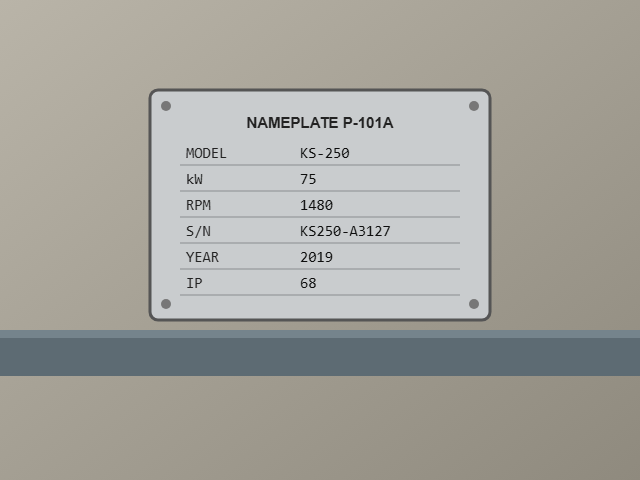 NAMEPLATE P-101A
MODEL KS-250
kW 75
RPM 1480
S/N KS250-A3127
YEAR 2019
IP 68